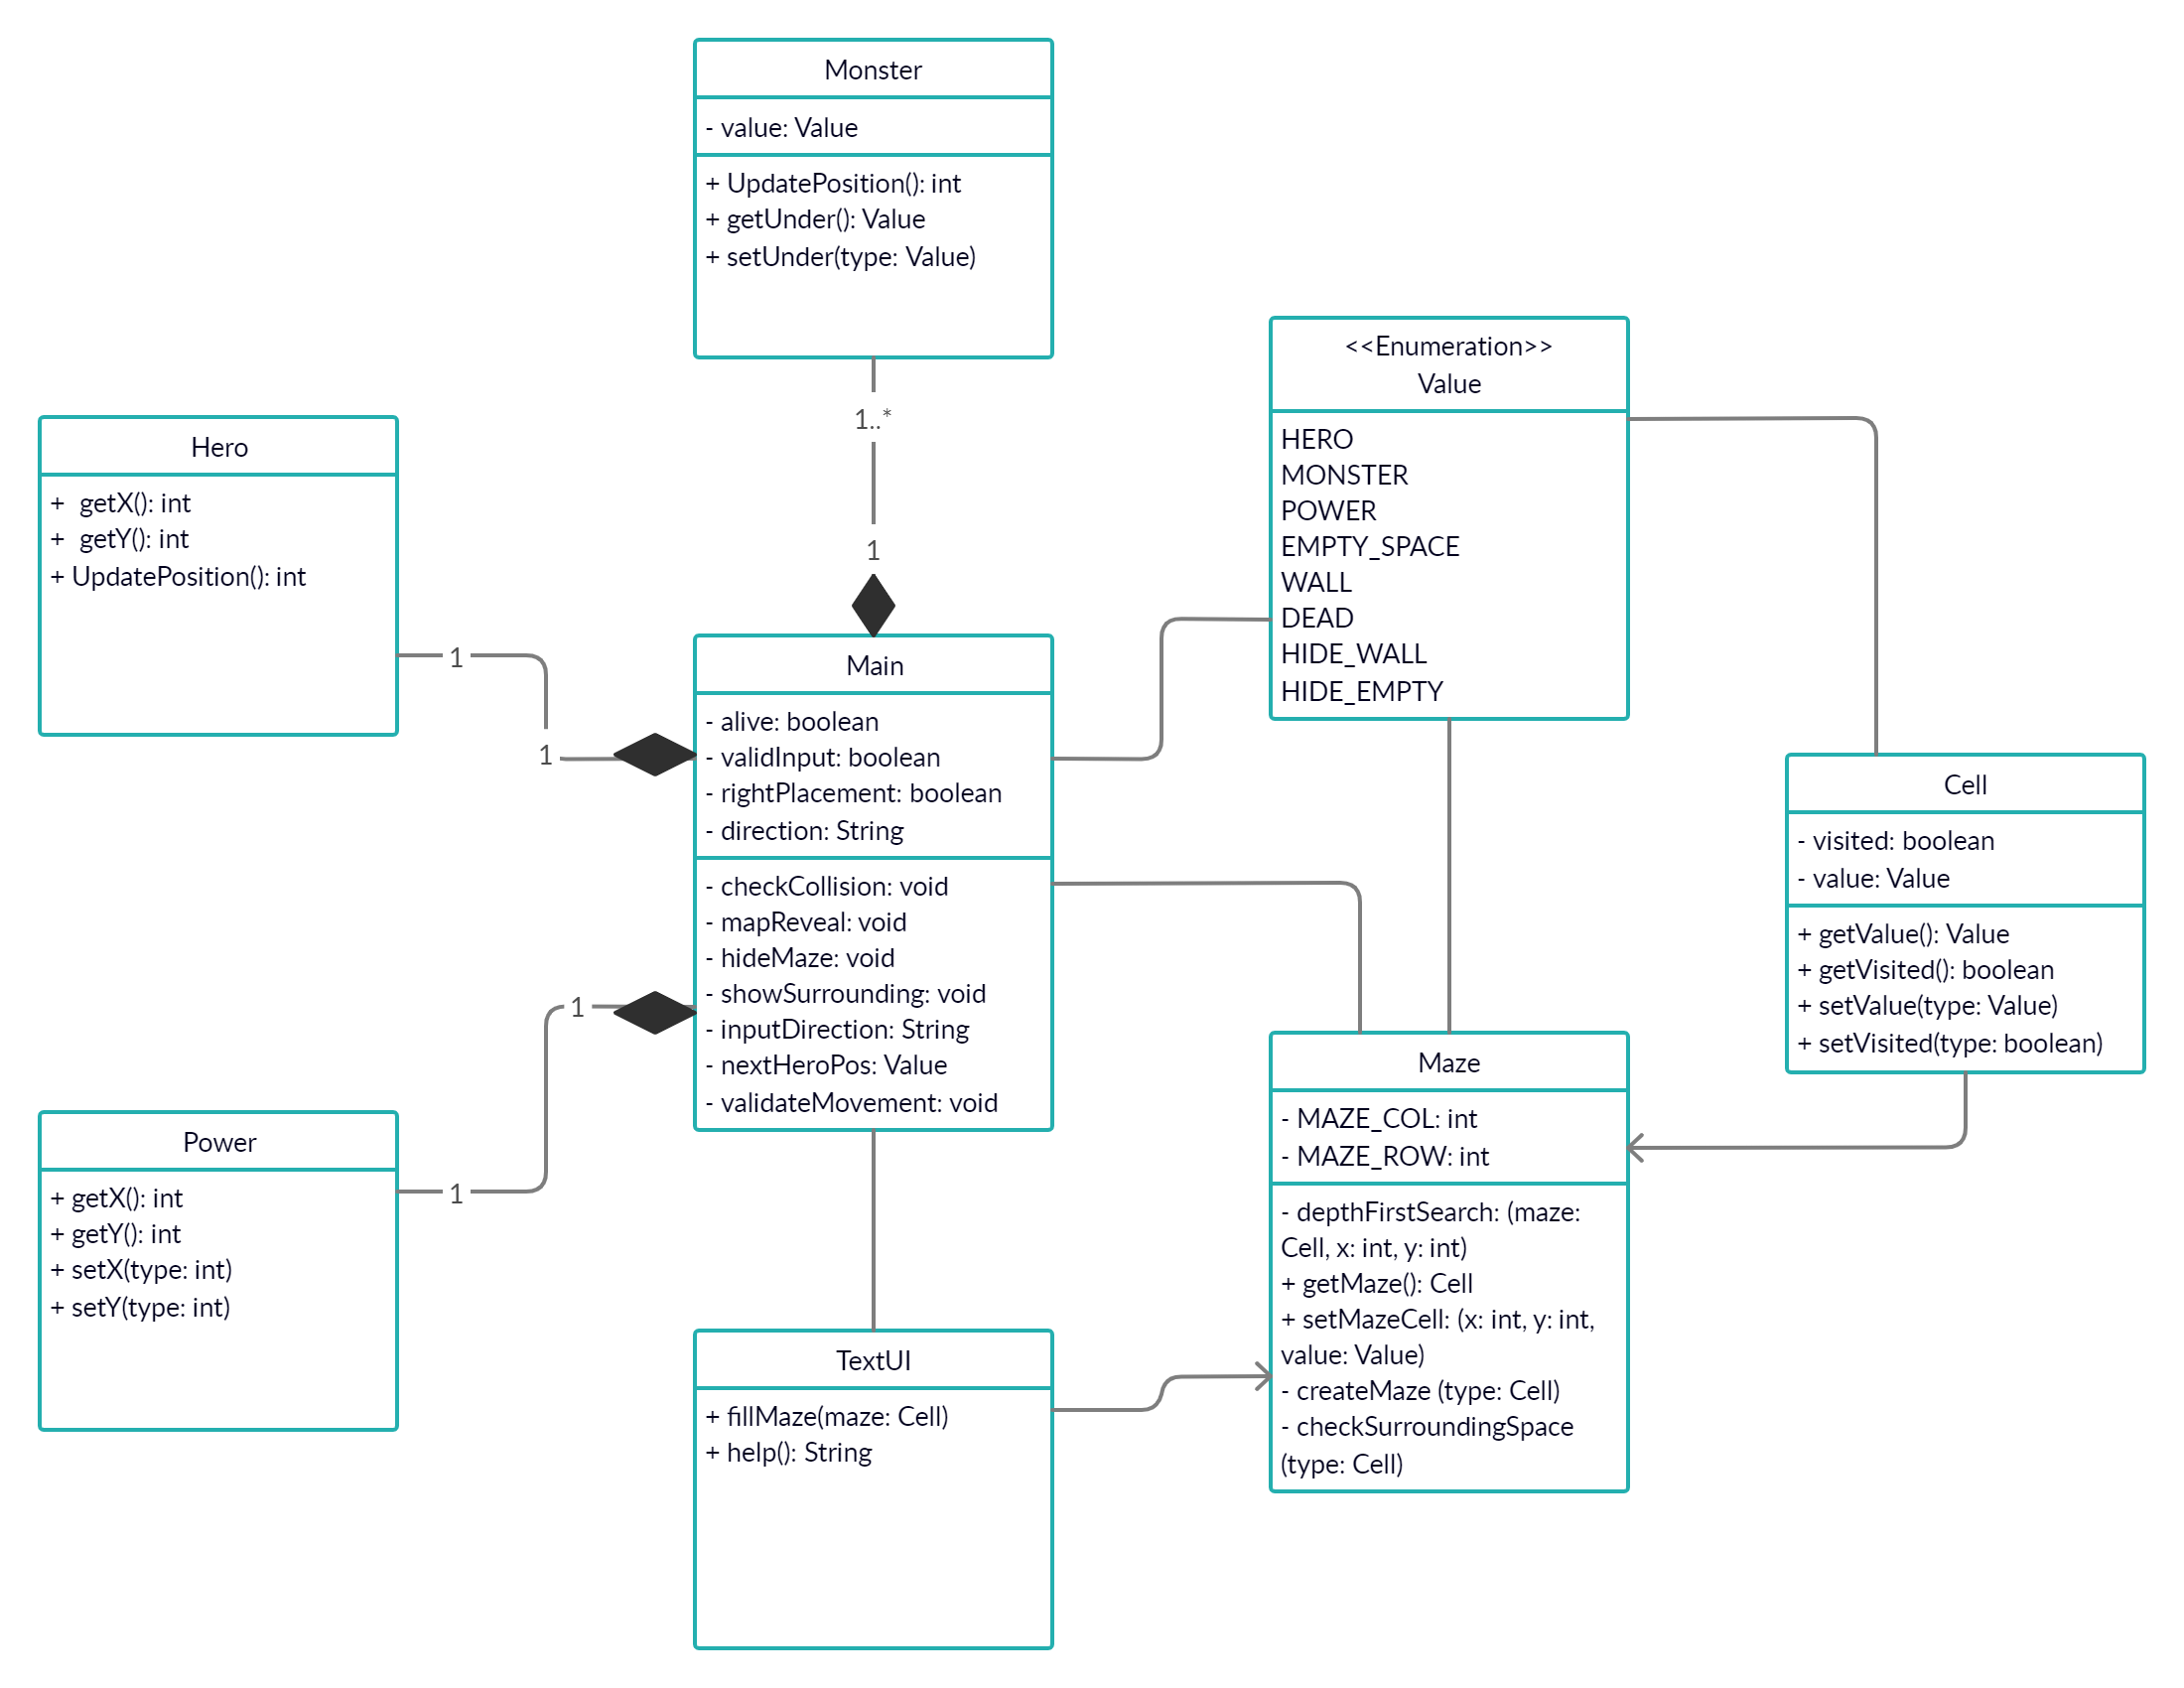 Monster
- value: Value
+ UpdatePosition(): int
+ getUnder(): Value
+ setUnder(type: Value)
1..*
1
Hero
+ getX(): int
+ getY(): int
+ UpdatePosition(): int
1
1
<<Enumeration>>
Value
HERO
MONSTER
POWER
EMPTY_SPACE
WALL
DEAD
HIDE_WALL
HIDE_EMPTY
Main
- alive: boolean
- validInput: boolean
- rightPlacement: boolean
- direction: String
- checkCollision: void
- mapReveal: void
- hideMaze: void
- showSurrounding: void
- inputDirection: String
- nextHeroPos: Value
- validateMovement: void
Cell
- visited: boolean
- value: Value
+ getValue(): Value
+ getVisited(): boolean
+ setValue(type: Value)
+ setVisited(type: boolean)
1
1
Power
+ getX(): int
+ getY(): int
+ setX(type: int)
+ setY(type: int)
Maze
- MAZE_COL: int
- MAZE_ROW: int
- depthFirstSearch: (maze:
Cell, x: int, y: int)
+ getMaze(): Cell
+ setMazeCell: (x: int, y: int,
value: Value)
- createMaze (type: Cell)
- checkSurroundingSpace
(type: Cell)
TextUI
+ fillMaze(maze: Cell)
+ help(): String